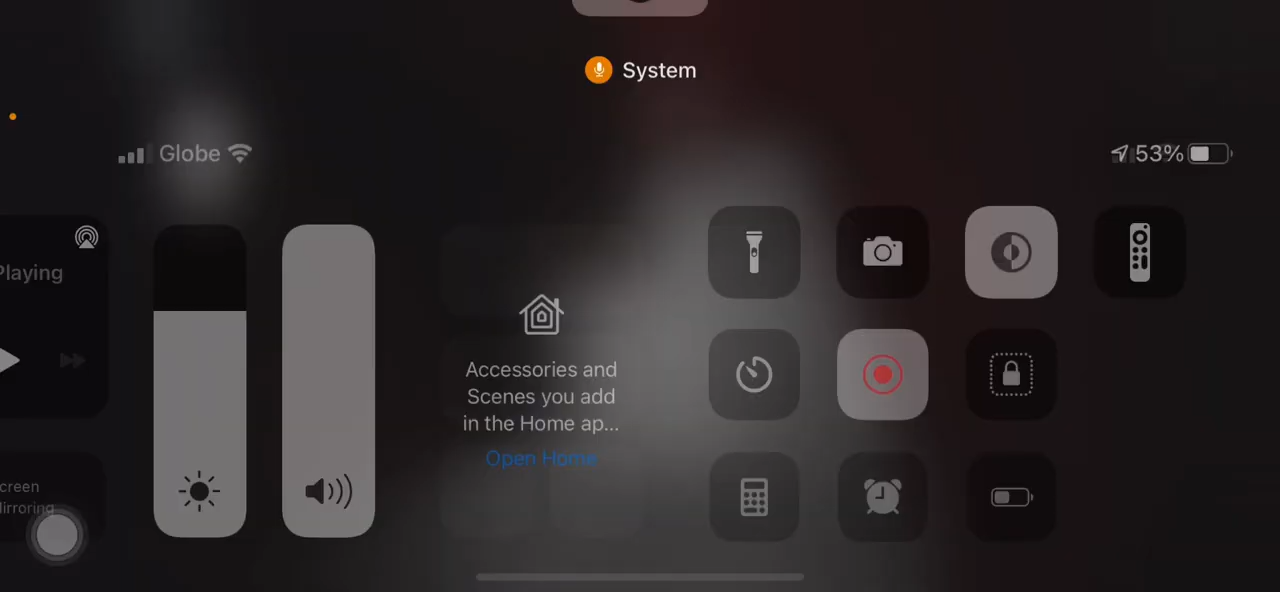 System
Globe
53%
Playing
Accessories and
Scenes you add
in the Home ap...
Open Home
creen
irroring